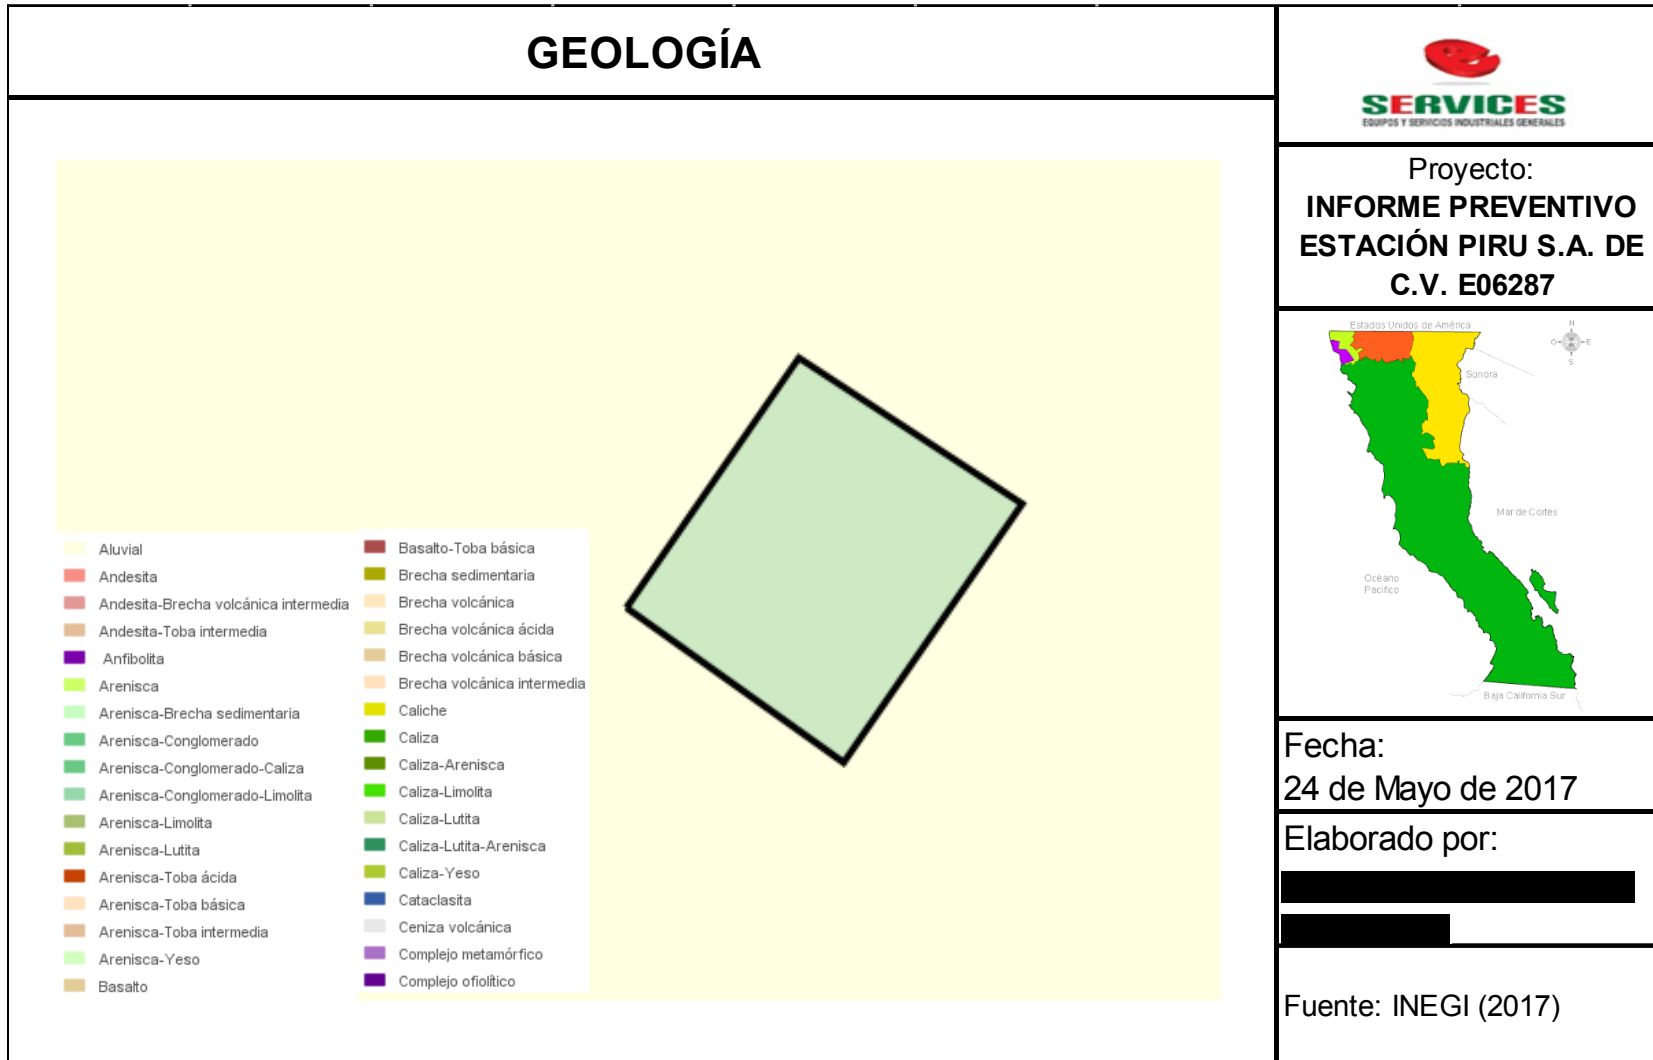 GEOLOGÍA
Aluvial
Andesita
Andesita-Brecha volcánica intermedia
Andesita-Toba intermedia
Anfibolita
Arenisca
Arenisca-Brecha sedimentaria
Arenisca-Conglomerado
Arenisca-Conglomerado-Caliza
Arenisca-Conglomerado-Limolita
Arenisca-Limolita
Arenisca-Lutita
Arenisca-Toba ácida
Arenisca-Toba básica
Arenisca-Toba intermedia
Arenisca-Yeso
Basalto
Basalto-Toba básica
Brecha sedimentaria
Brecha volcánica
Brecha volcánica ácida
Brecha volcánica básica
Brecha volcánica intermedia
Caliche
Caliza
Caliza-Arenisca
Caliza-Limolita
Caliza-Lutita
Caliza-Lutita-Arenisca
Caliza-Yeso
Cataclasita
Ceniza volcánica
Complejo metamórfico
Complejo ofiolítico
SERVICES
EQUIPOS Y SERVICIOS INDUSTRIALES GENERALES
Proyecto:
INFORME PREVENTIVO
ESTACIÓN PIRU S.A. DE
C.V. E06287
Estados Unidos de América
N
O
E
S
Sonora
Mar de Cortés
Océano
Pacífico
Baja California Sur
Fecha:
24 de Mayo de 2017
Elaborado por:
Fuente: INEGI (2017)